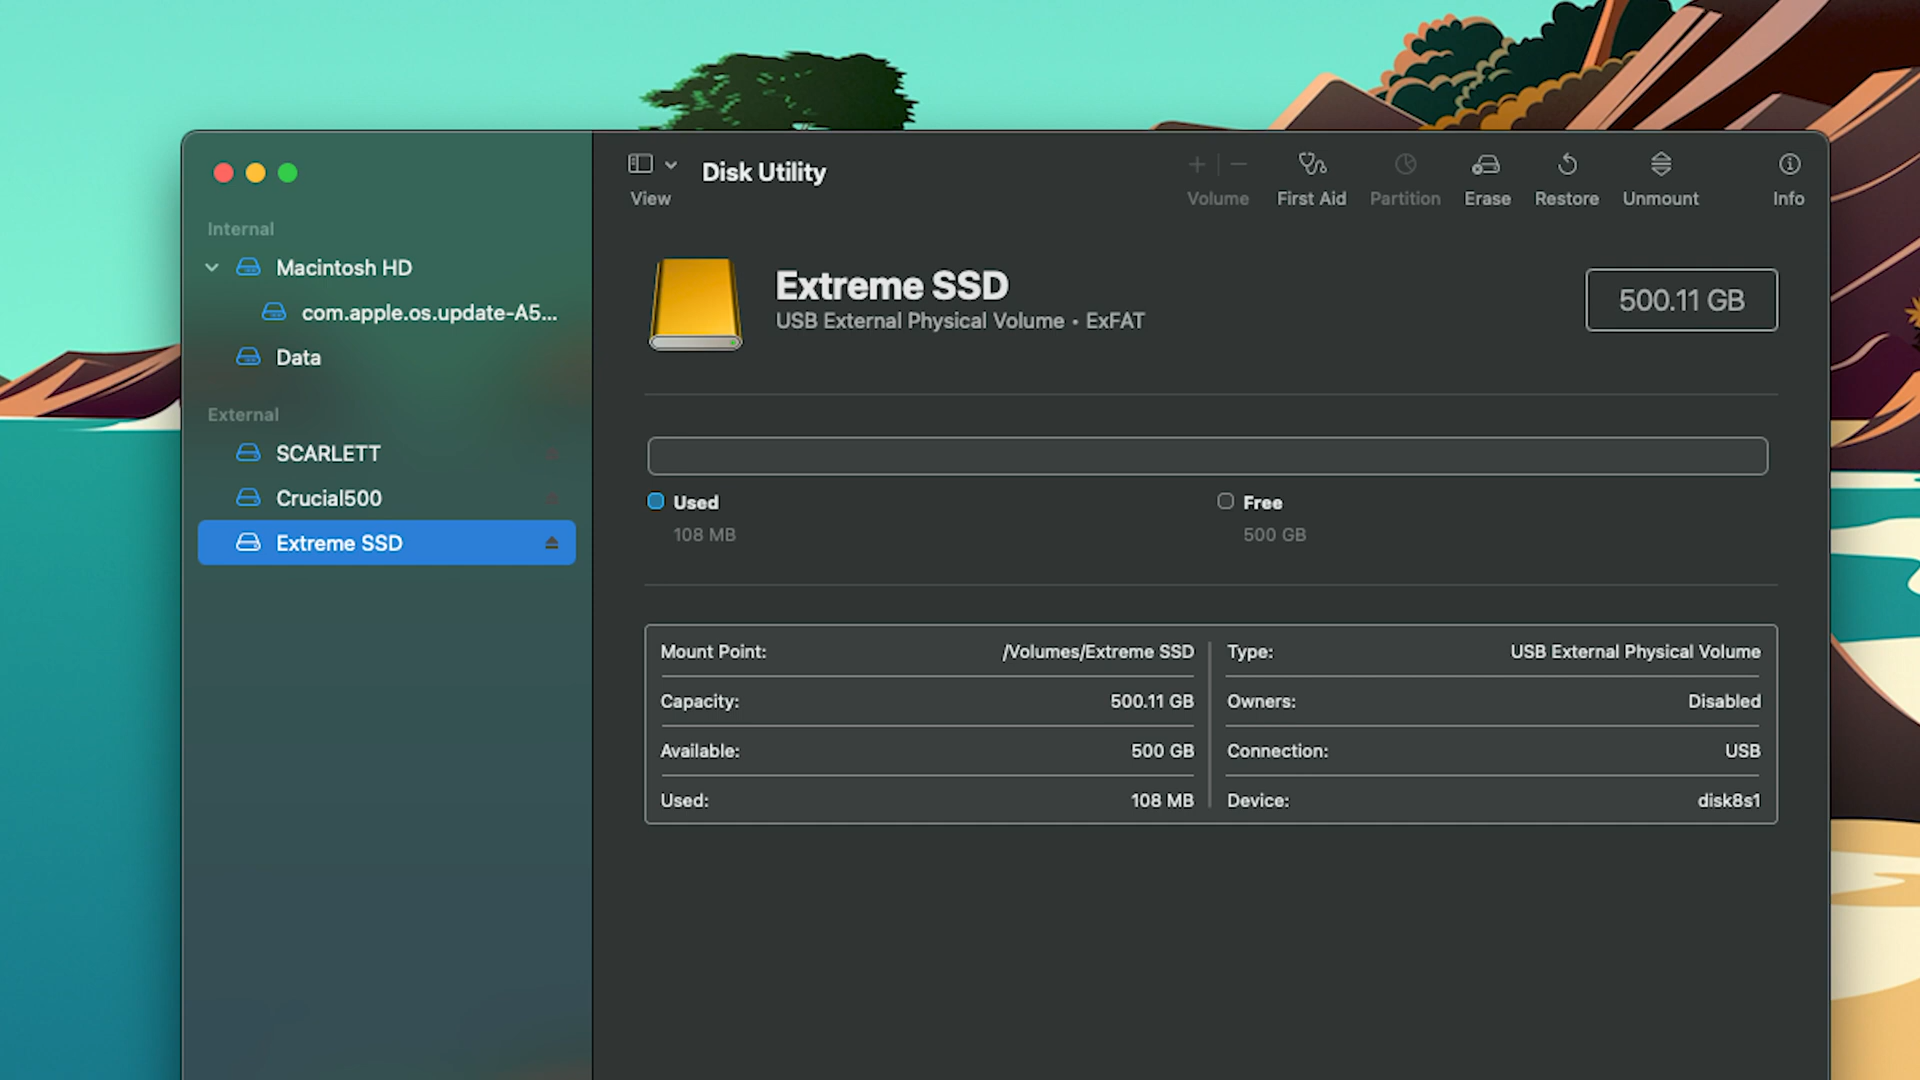 Disk Utility
View
Volume
First Aid
Partition
Erase
Restore
Unmount
Info
Internal
Macintosh HD
com.apple.os.update-A5...
Data
External
SCARLETT
Crucial500
Extreme SSD
Extreme SSD
USB External Physical Volume • ExFAT
500.11 GB
Used
108 MB
Free
500 GB
Mount Point: /Volumes/Extreme SSD
Capacity: 500.11 GB
Available: 500 GB
Used: 108 MB
Type: USB External Physical Volume
Owners: Disabled
Connection: USB
Device: disk8s1